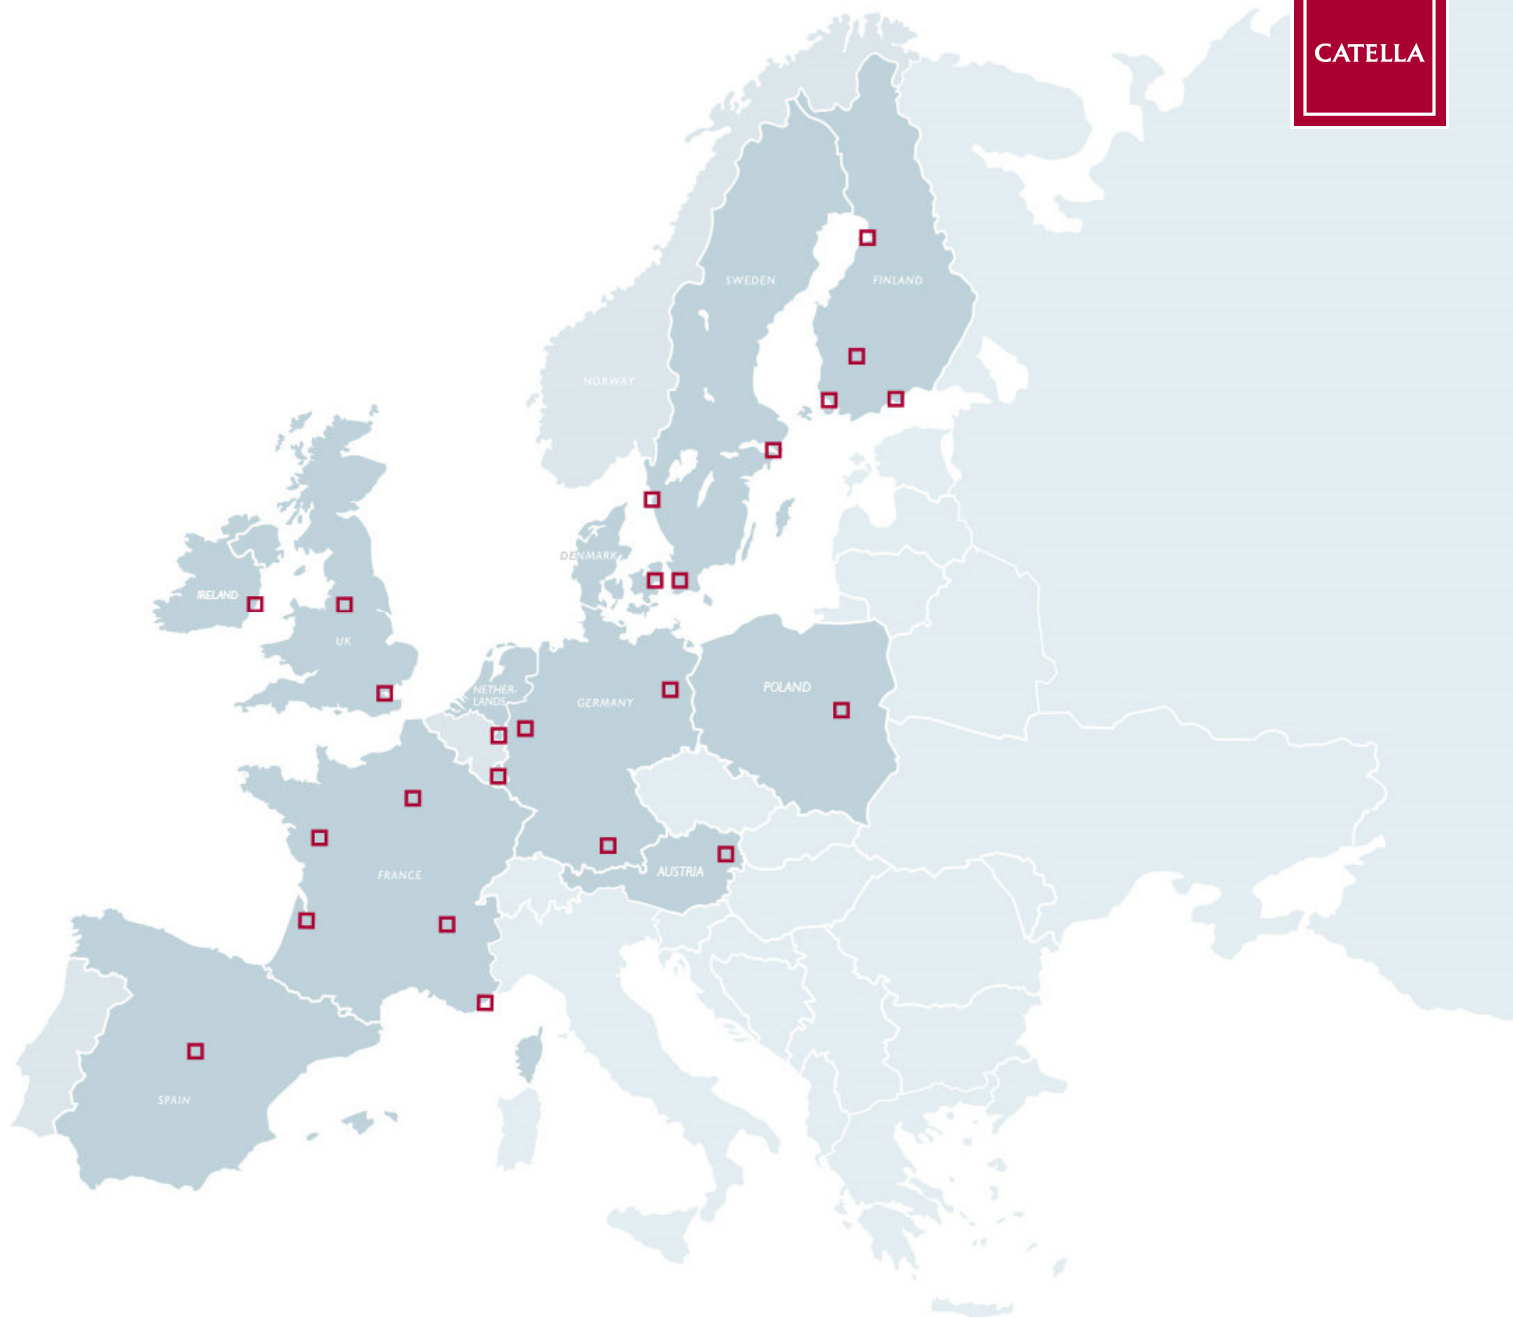 CATELLA
SWEDEN
FINLAND
NORWAY
DENMARK
IRELAND
UK
NETHER-
LANDS
GERMANY
POLAND
FRANCE
AUSTRIA
SPAIN